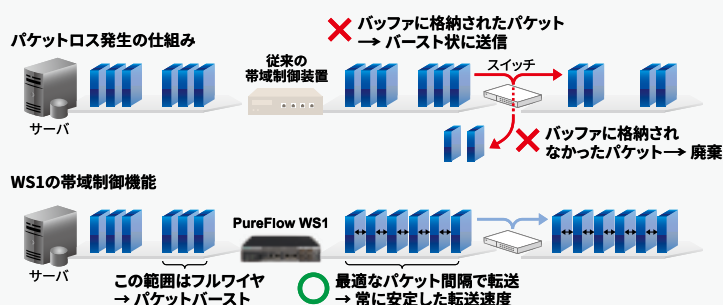 パケットロス発生の仕組み
バッファに格納されたパケット
→ バースト状に送信
従来の
帯域制御装置
スイッチ
サーバ
バッファに格納され
なかったパケット→ 廃棄
WS1の帯域制御機能
PureFlow WS1
サーバ
この範囲はフルワイヤ
→ パケットバースト
最適なパケット間隔で転送
→ 常に安定した転送速度